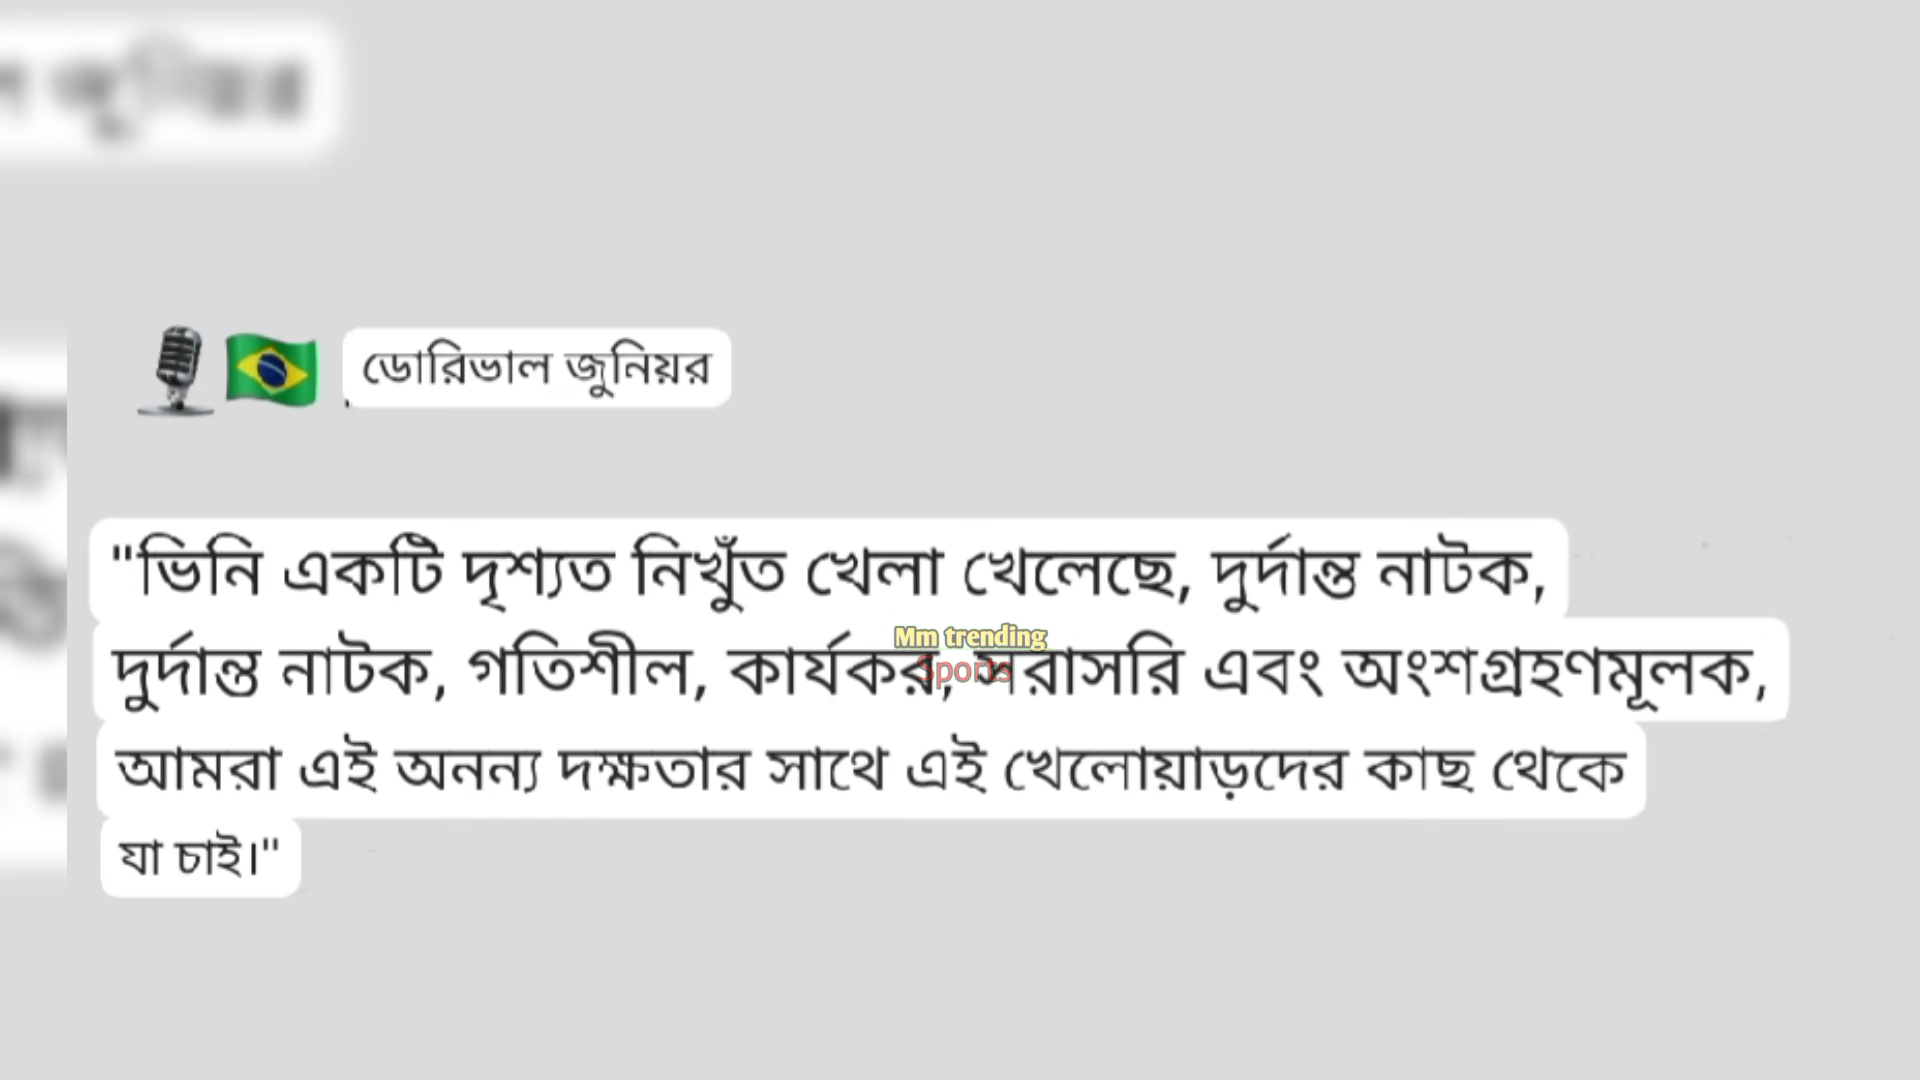 ল জুনিয়র
ডোরিভাল জুনিয়র
"ভিনি একটি দৃশ্যত নিখুঁত খেলা খেলেছে, দুর্দান্ত নাটক,
Mm trending
Sports
দুর্দান্ত নাটক, গতিশীল, কার্যকর, সরাসরি এবং অংশগ্রহণমূলক,
আমরা এই অনন্য দক্ষতার সাথে এই খেলোয়াড়দের কাছ থেকে
যা চাই।"